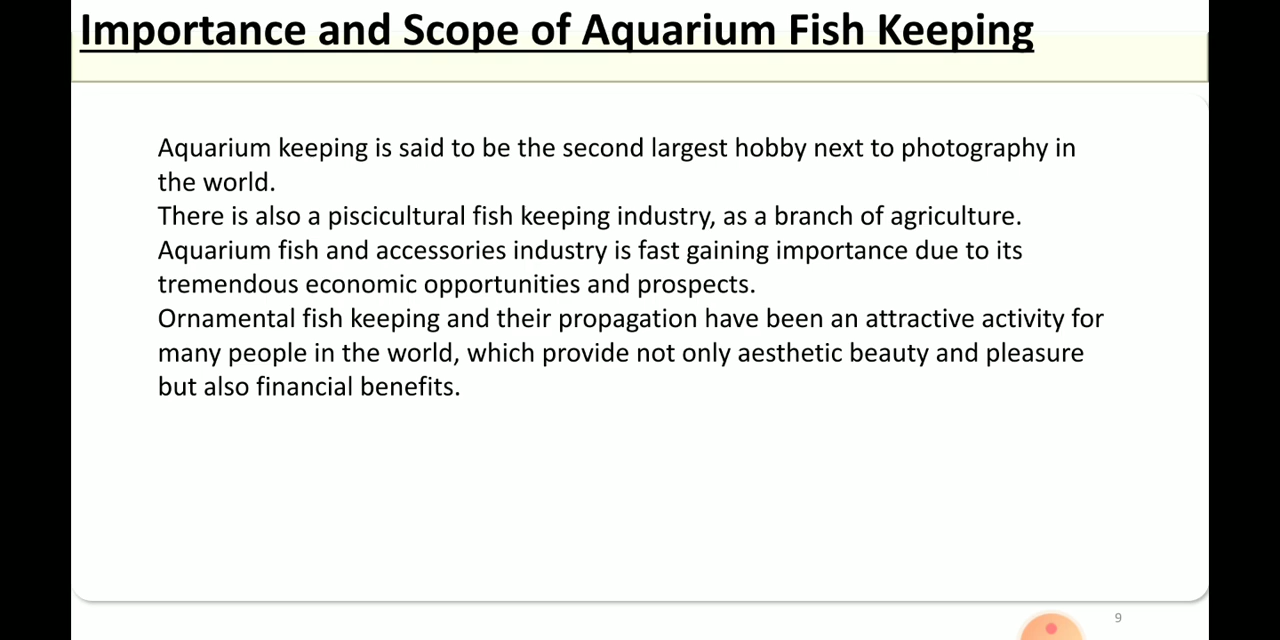 Importance and Scope of Aquarium Fish Keeping
Aquarium keeping is said to be the second largest hobby next to photography in
the world.
There is also a piscicultural fish keeping industry, as a branch of agriculture.
Aquarium fish and accessories industry is fast gaining importance due to its
tremendous economic opportunities and prospects.
Ornamental fish keeping and their propagation have been an attractive activity for
many people in the world, which provide not only aesthetic beauty and pleasure
but also financial benefits.
9